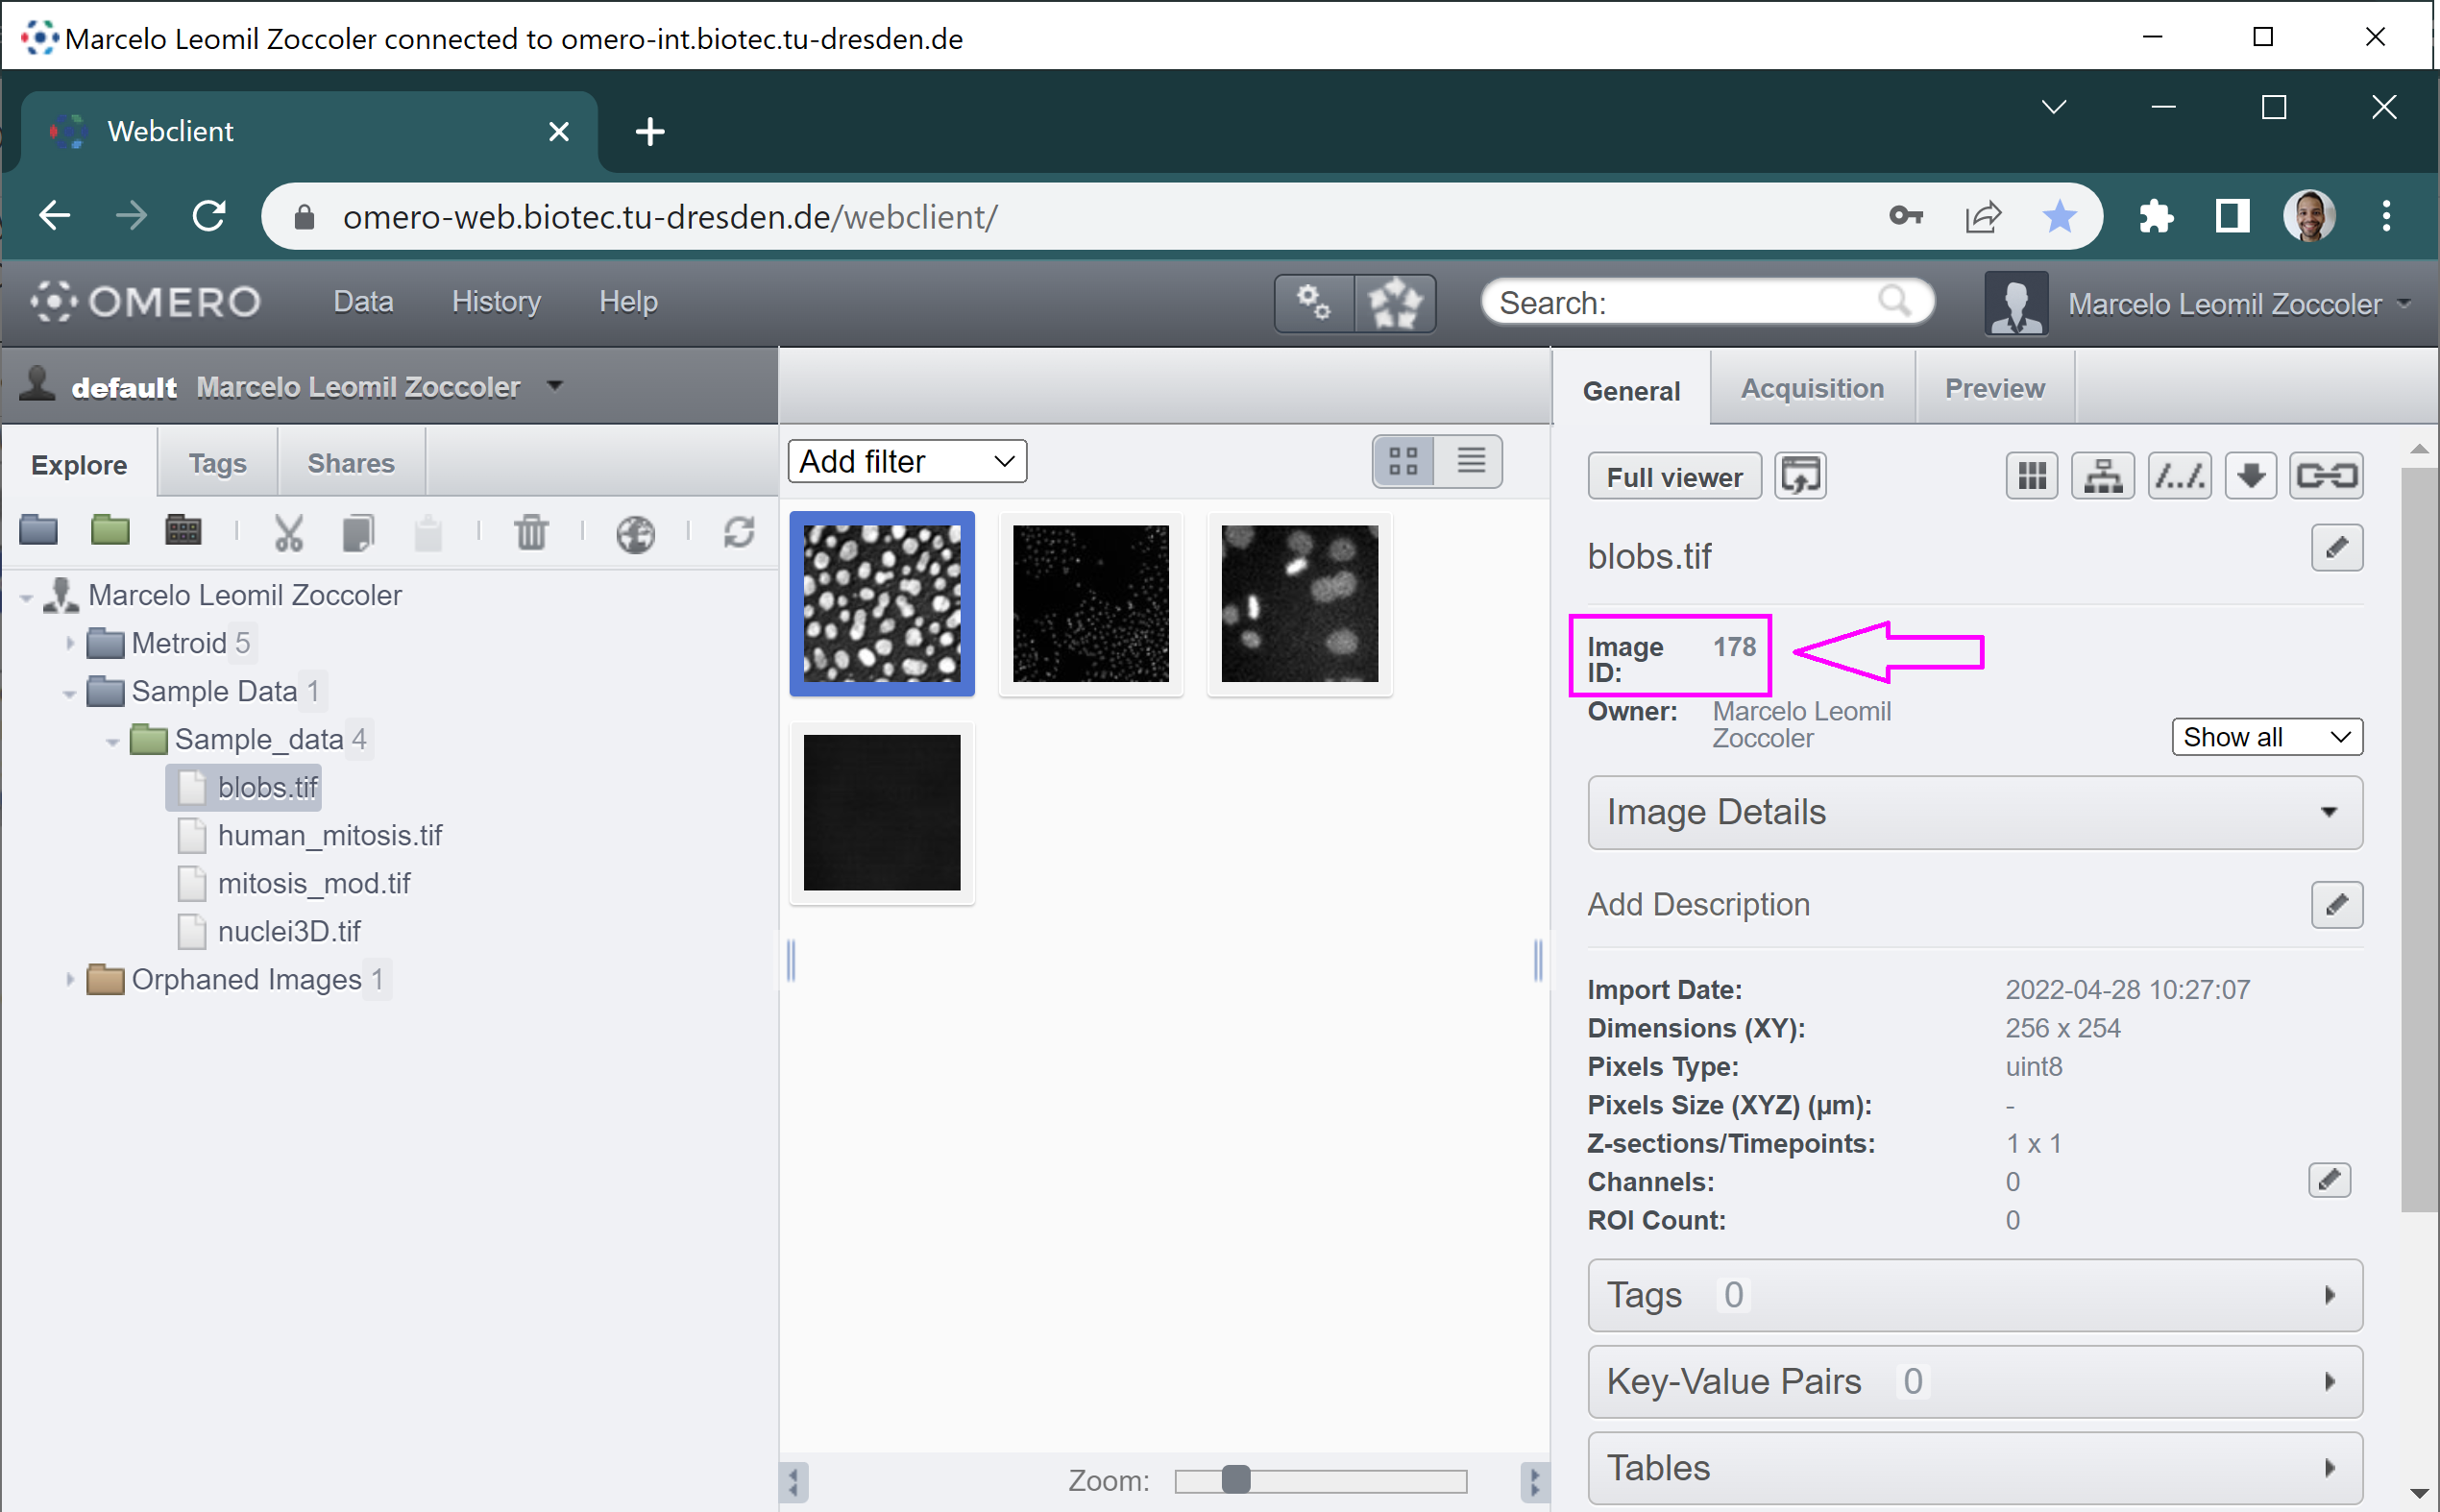 Marcelo Leomil Zoccoler connected to omero-int.biotec.tu-dresden.de
Webclient
omero-web.biotec.tu-dresden.de/webclient/
OMERO Data History Help Search: Marcelo Leomil Zoccoler
default Marcelo Leomil Zoccoler
General Acquisition Preview
Explore Tags Shares
Add filter
Full viewer
blobs.tif
Marcelo Leomil Zoccoler
Metroid 5
Sample Data 1
Sample_data 4
blobs.tif
human_mitosis.tif
mitosis_mod.tif
nuclei3D.tif
Orphaned Images 1
Image 178
ID:
Owner: Marcelo Leomil
Zoccoler
Show all
Image Details
Add Description
Import Date: 2022-04-28 10:27:07
Dimensions (XY): 256 x 254
Pixels Type: uint8
Pixels Size (XYZ) (µm): -
Z-sections/Timepoints: 1 x 1
Channels: 0
ROI Count: 0
Tags 0
Key-Value Pairs 0
Tables
Zoom: